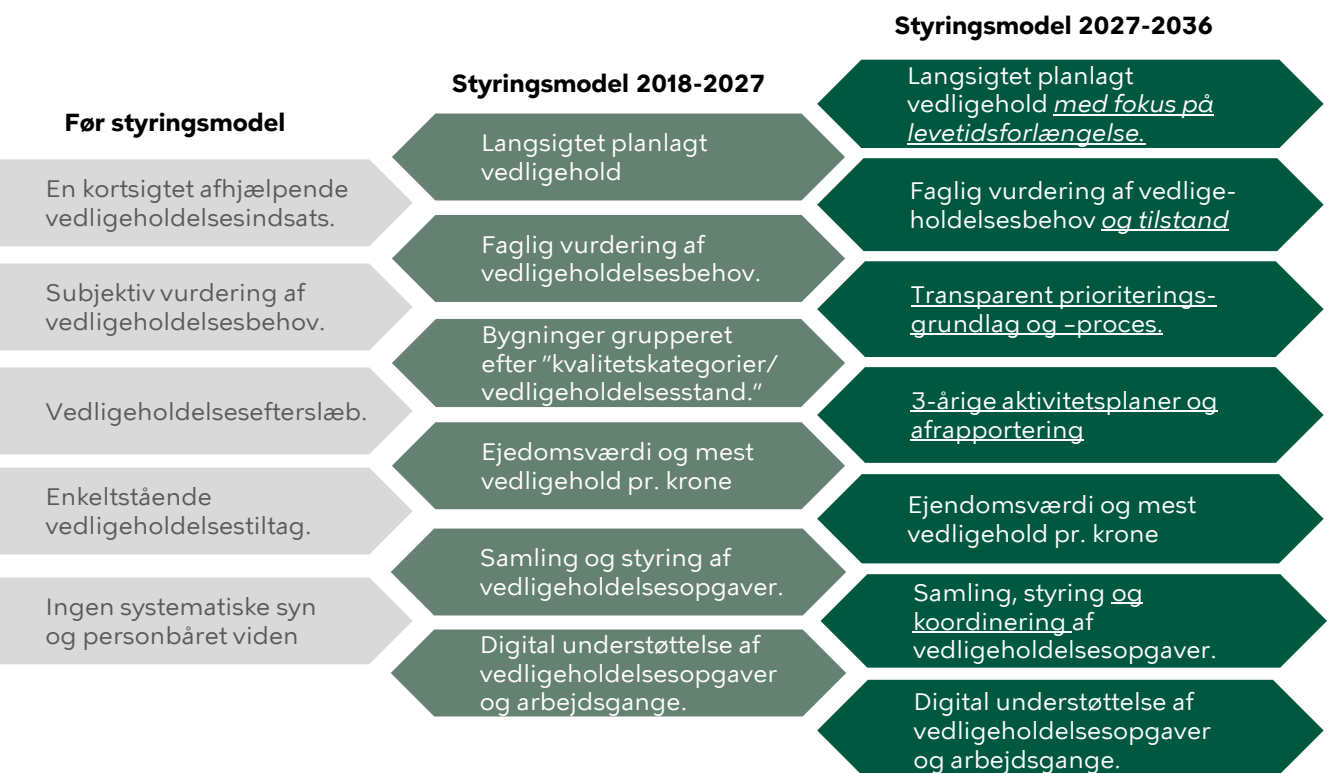 Før styringsmodel
En kortsigtet afhjælpende
vedligeholdelsesindsats.
Subjektiv vurdering af
vedligeholdelsesbehov.
Vedligeholdelsesefterslæb.
Enkeltstående
vedligeholdelsestiltag.
Ingen systematiske syn
og personbåret viden
Styringsmodel 2018-2027
Langsigtet planlagt
vedligehold
Faglig vurdering af
vedligeholdelsesbehov.
Bygninger grupperet
efter "kvalitetskategorier/
vedligeholdelsesstand."
Ejedomsværdi og mest
vedligehold pr. krone
Samling og styring af
vedligeholdelsesopgaver.
Digital understøttelse af
vedligeholdelsesopgaver
og arbejdsgange.
Styringsmodel 2027-2036
Langsigtet planlagt
vedligehold med fokus på
levetidsforlængelse.
Faglig vurdering af vedlige-
holdelsesbehov og tilstand
Transparent prioriterings-
grundlag og –proces.
3-årige aktivitetsplaner og
afrapportering
Ejendomsværdi og mest
vedligehold pr. krone
Samling, styring og
koordinering af
vedligeholdelsesopgaver.
Digital understøttelse af
vedligeholdelsesopgaver
og arbejdsgange.